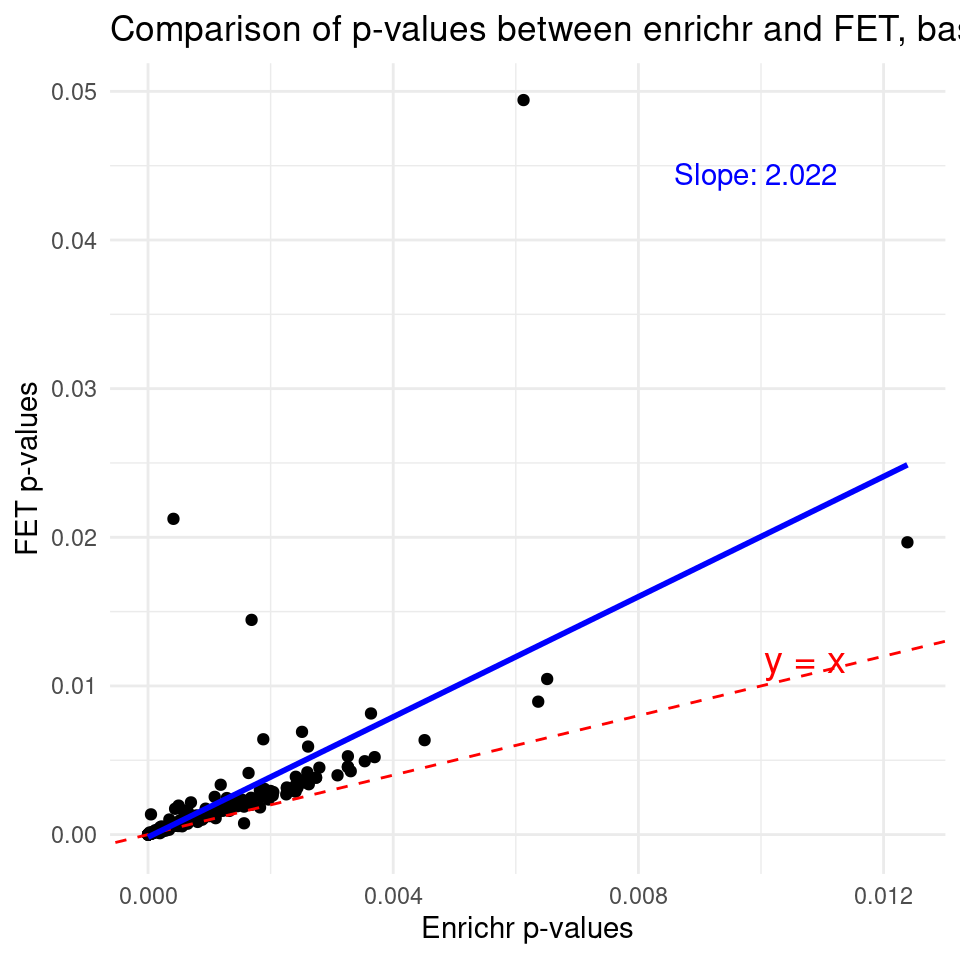 Comparison of p-values between enrichr and FET, bas
0.05
Slope: 2.022
0.04
0.03
FET p-values
0.02
y = x
0.01
0.00
0.000 0.004 0.008 0.012
Enrichr p-values